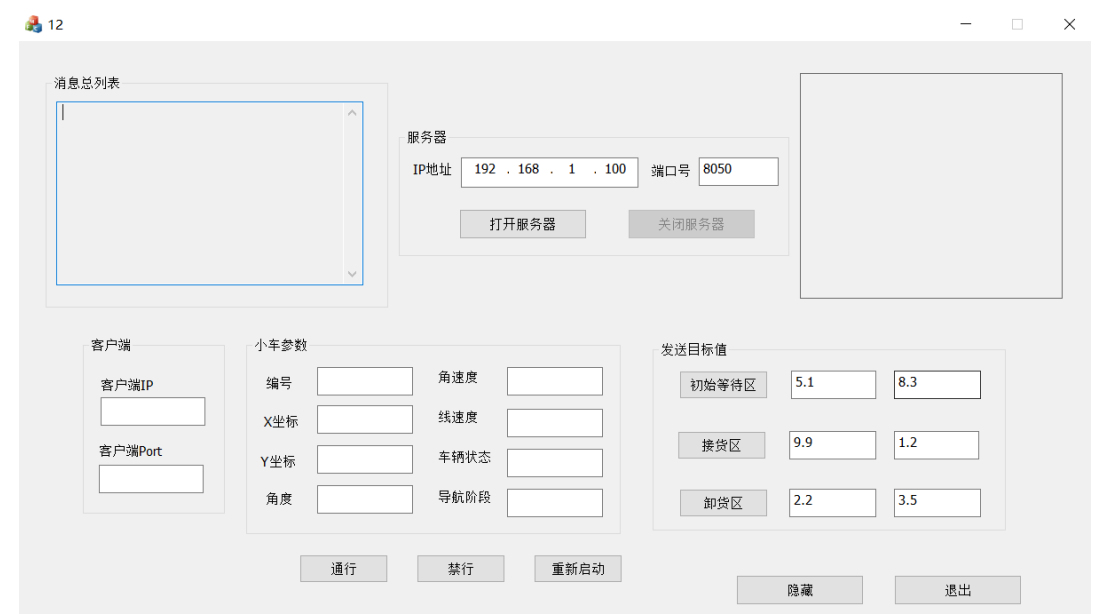 12
消息总列表
服务器
IP地址 192 . 168 . 1 . 100 端口号 8050
打开服务器 关闭服务器
客户端
客户端IP
客户端Port
小车参数
编号 角速度
X坐标 线速度
Y坐标 车辆状态
角度 导航阶段
发送目标值
初始等待区 5.1 8.3
接货区 9.9 1.2
卸货区 2.2 3.5
通行 禁行 重新启动
隐藏 退出